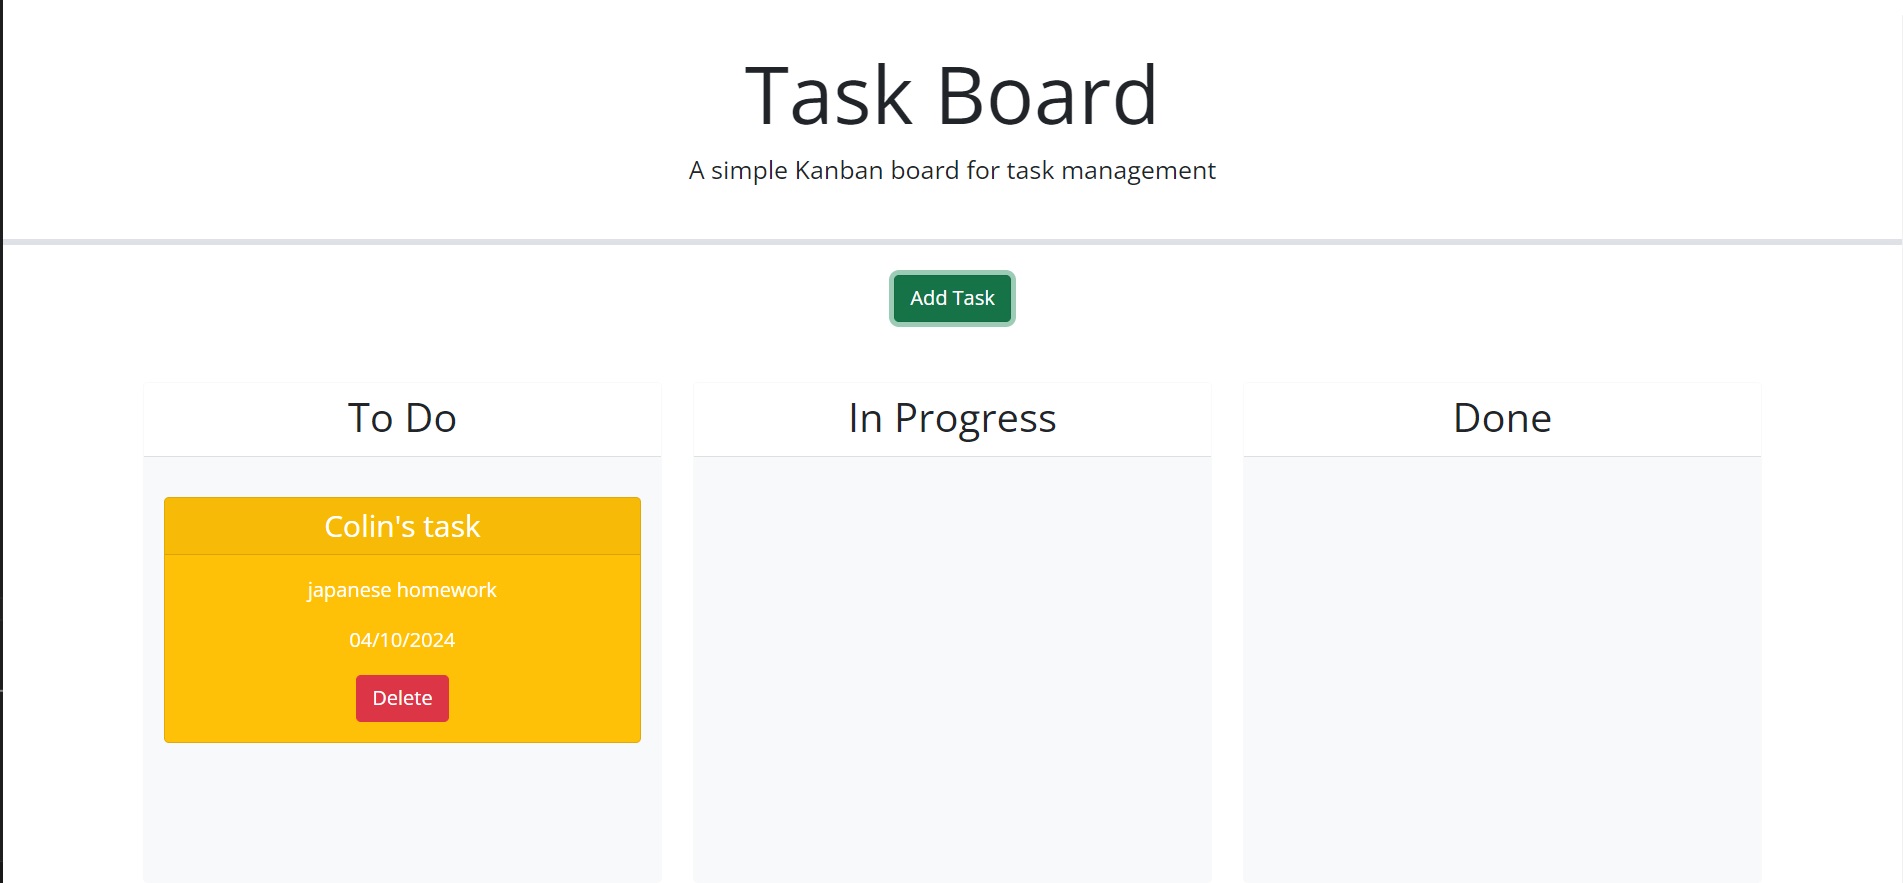 Task Board
A simple Kanban board for task management
Add Task
To Do
In Progress
Done
Colin's task
japanese homework
04/10/2024
Delete